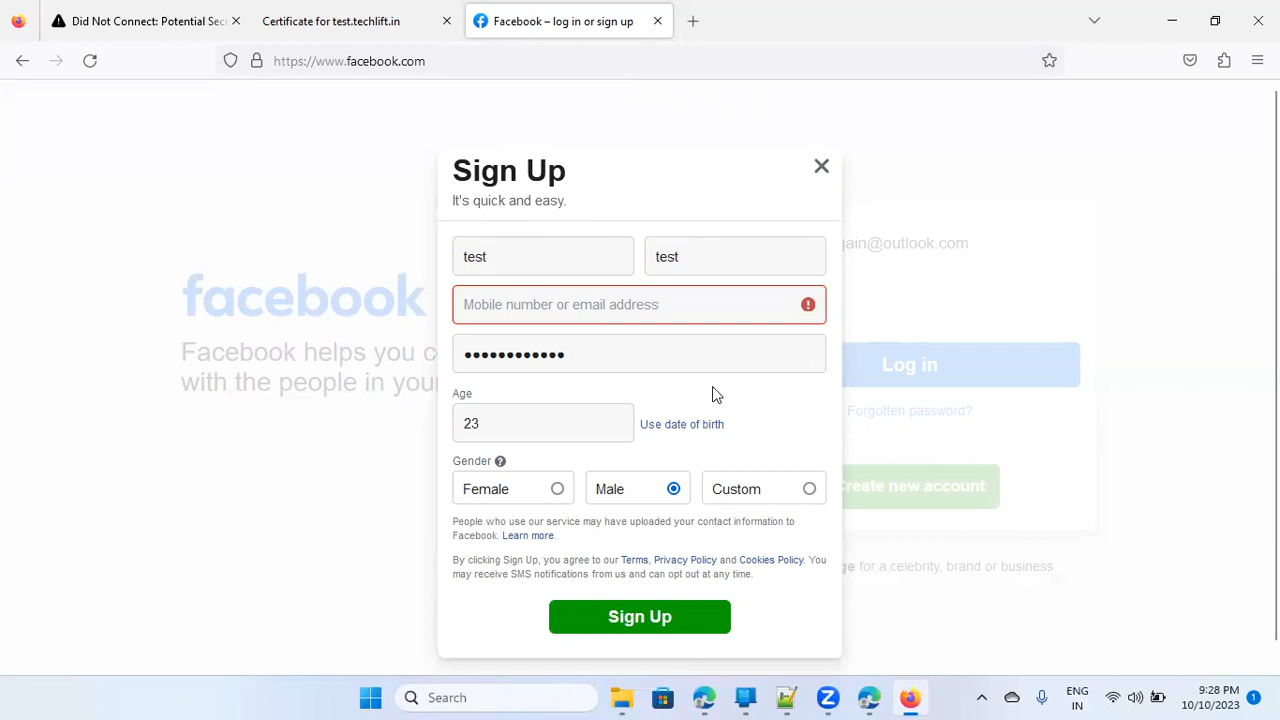 Did Not Connect: Potential Sec
Certificate for test.techlift.in
Facebook – log in or sign up
https://www.facebook.com
Sign Up
It's quick and easy.
test
test
Mobile number or email address
••••••••••••
Age
23
Use date of birth
Gender
Female
Male
Custom
People who use our service may have uploaded your contact information to
Facebook. Learn more.
By clicking Sign Up, you agree to our Terms, Privacy Policy and Cookies Policy. You
may receive SMS notifications from us and can opt out at any time.
Sign Up
facebook
Facebook helps you c
with the people in your
jain@outlook.com
Log in
Forgotten password?
Create new account
for a celebrity, brand or business
Search
ENG
IN
9:28 PM
10/10/2023
1